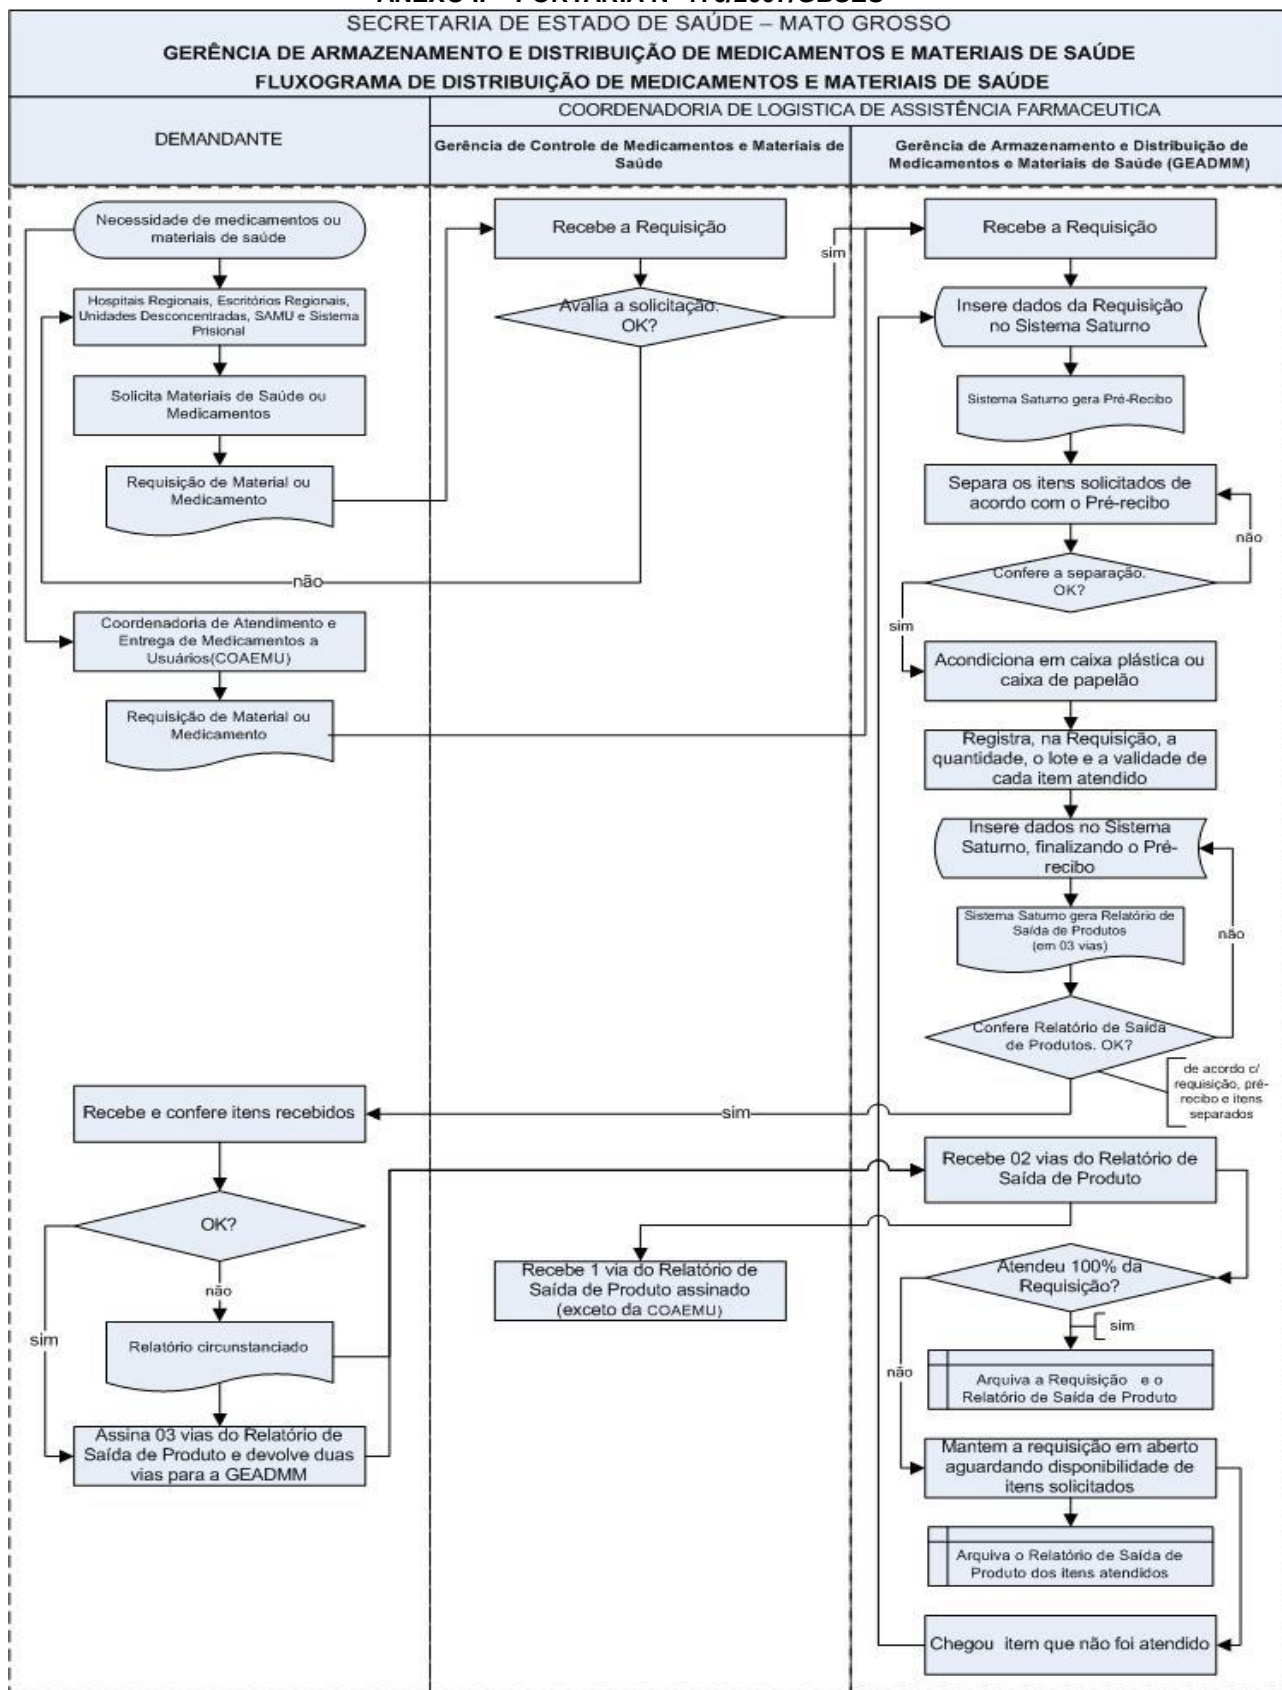 SECRETARIA DE ESTADO DE SAÚDE – MATO GROSSO
GERÊNCIA DE ARMAZENAMENTO E DISTRIBUIÇÃO DE MEDICAMENTOS E MATERIAIS DE SAÚDE
FLUXOGRAMA DE DISTRIBUIÇÃO DE MEDICAMENTOS E MATERIAIS DE SAÚDE
DEMANDANTE
COORDENADORIA DE LOGISTICA DE ASSISTÊNCIA FARMACEUTICA
Gerência de Controle de Medicamentos e Materiais de
Saúde
Gerência de Armazenamento e Distribuição de
Medicamentos e Materiais de Saúde (GEADMM)
Necessidade de medicamentos ou
materiais de saúde
Hospitais Regionais, Escritórios Regionais,
Unidades Desconcentradas, SAMU e Sistema
Prisional
Solicita Materiais de Saúde ou
Medicamentos
Requisição de Material ou
Medicamento
Recebe a Requisição
Avalia a solicitação.
OK?
sim
não
Coordenadoria de Atendimento e
Entrega de Medicamentos a
Usuários(COAEMU)
Requisição de Material ou
Medicamento
Recebe a Requisição
Insere dados da Requisição
no Sistema Saturno
Sistema Saturno gera Pré-Recibo
Separa os itens solicitados de
acordo com o Pré-recibo
não
Confere a separação.
OK?
sim
Acondiciona em caixa plástica ou
caixa de papelão
Registra, na Requisição, a
quantidade, o lote e a validade de
cada item atendido
Insere dados no Sistema
Saturno, finalizando o Pré-
recibo
Sistema Saturno gera Relatório de
Saída de Produtos
(em 03 vias)
não
Confere Relatório de Saída
de Produtos. OK?
de acordo c/
requisição, pré-
recibo e itens
separados
sim
Recebe e confere itens recebidos
OK?
não
sim
Relatório circunstanciado
Assina 03 vias do Relatório de
Saída de Produto e devolve duas
vias para a GEADMM
Recebe 02 vias do Relatório de
Saída de Produto
Recebe 1 via do Relatório de
Saída de Produto assinado
(exceto da COAEMU)
Atendeu 100% da
Requisição?
sim
não
Arquiva a Requisição e o
Relatório de Saída de Produto
Mantem a requisição em aberto
aguardando disponibilidade de
itens solicitados
Arquiva o Relatório de Saída de
Produto dos itens atendidos
Chegou item que não foi atendido